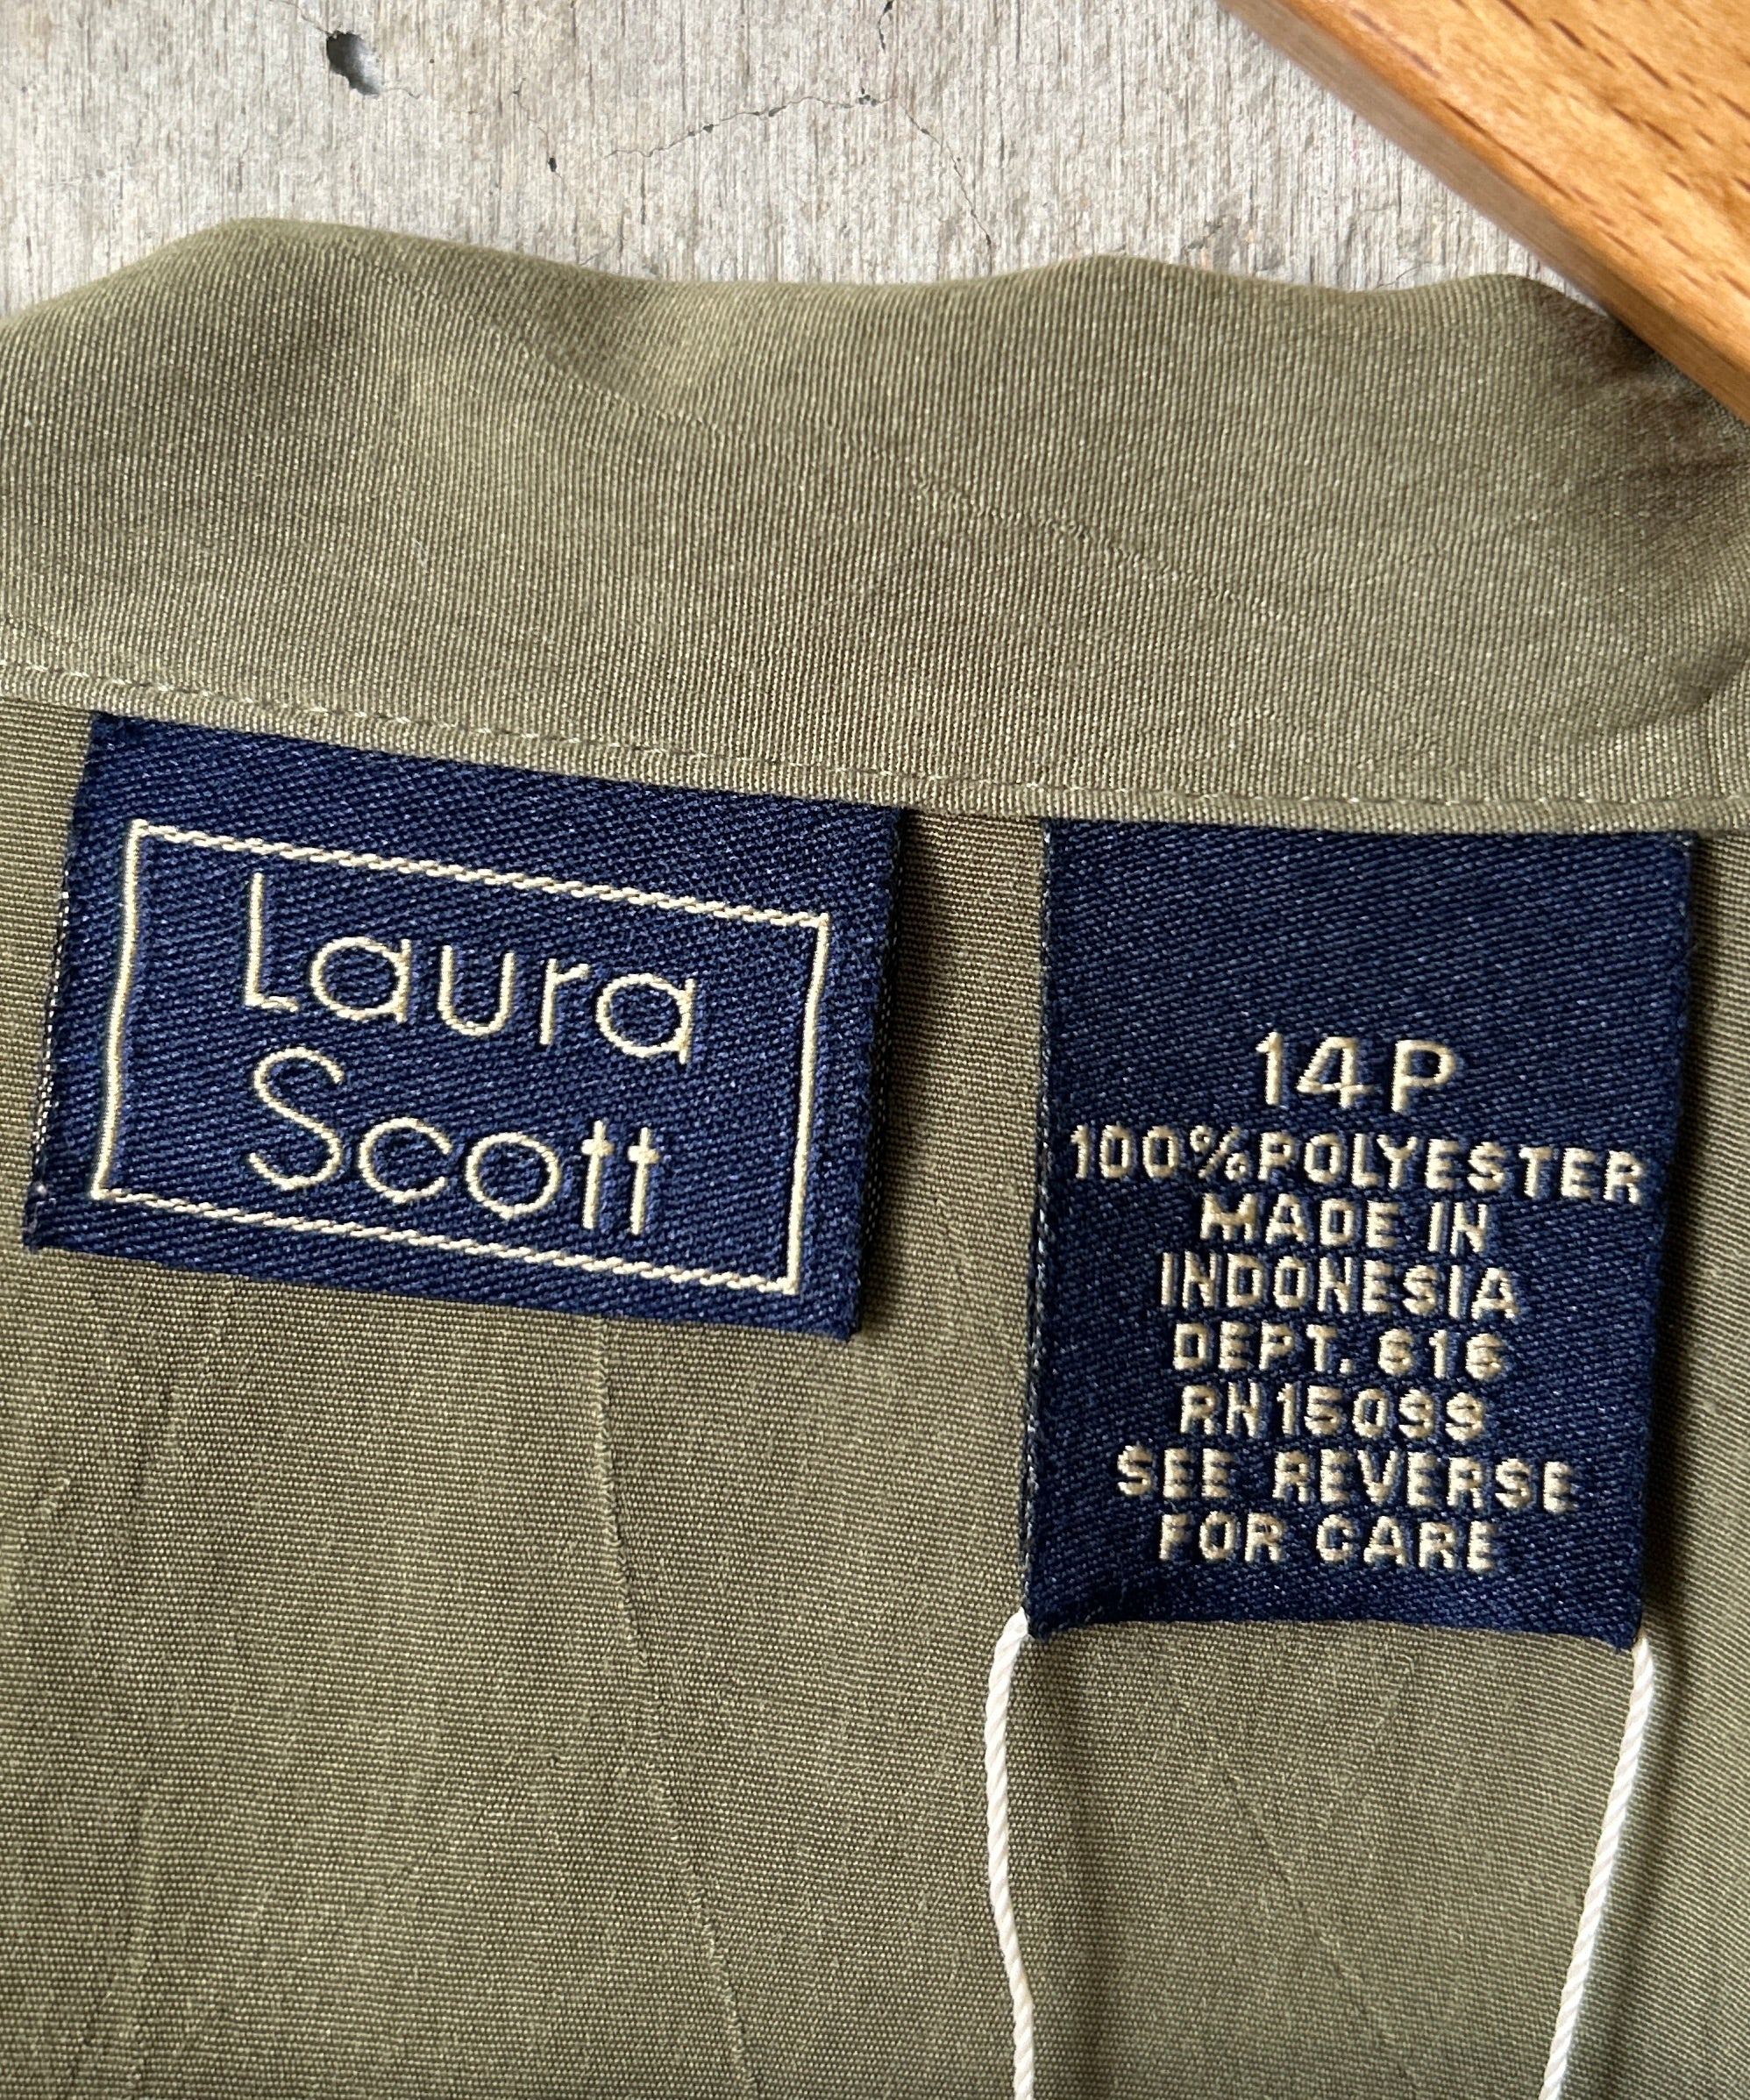 Laura
Scott
14P
100% POLYESTER
MADE IN
INDONESIA
DEPT. 616
RN15099
SEE REVERSE
FOR CARE